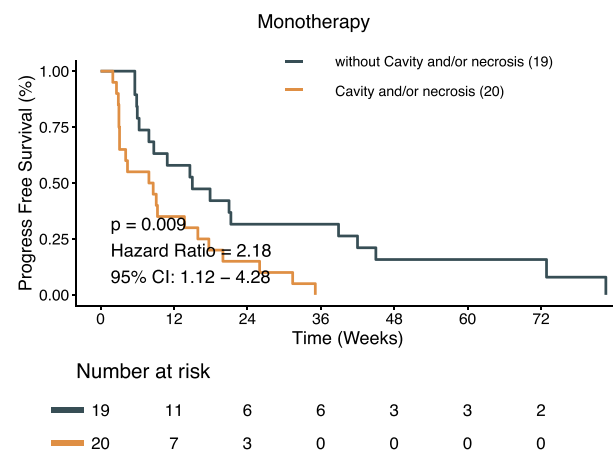 Monotherapy
without Cavity and/or necrosis (19)
Cavity and/or necrosis (20)
Progress Free Survival (%)
1.00
0.75
0.50
0.25
0.00
p = 0.009
Hazard Ratio = 2.18
95% CI: 1.12 – 4.28
0 12 24 36 48 60 72
Time (Weeks)
Number at risk
19 11 6 6 3 3 2
20 7 3 0 0 0 0